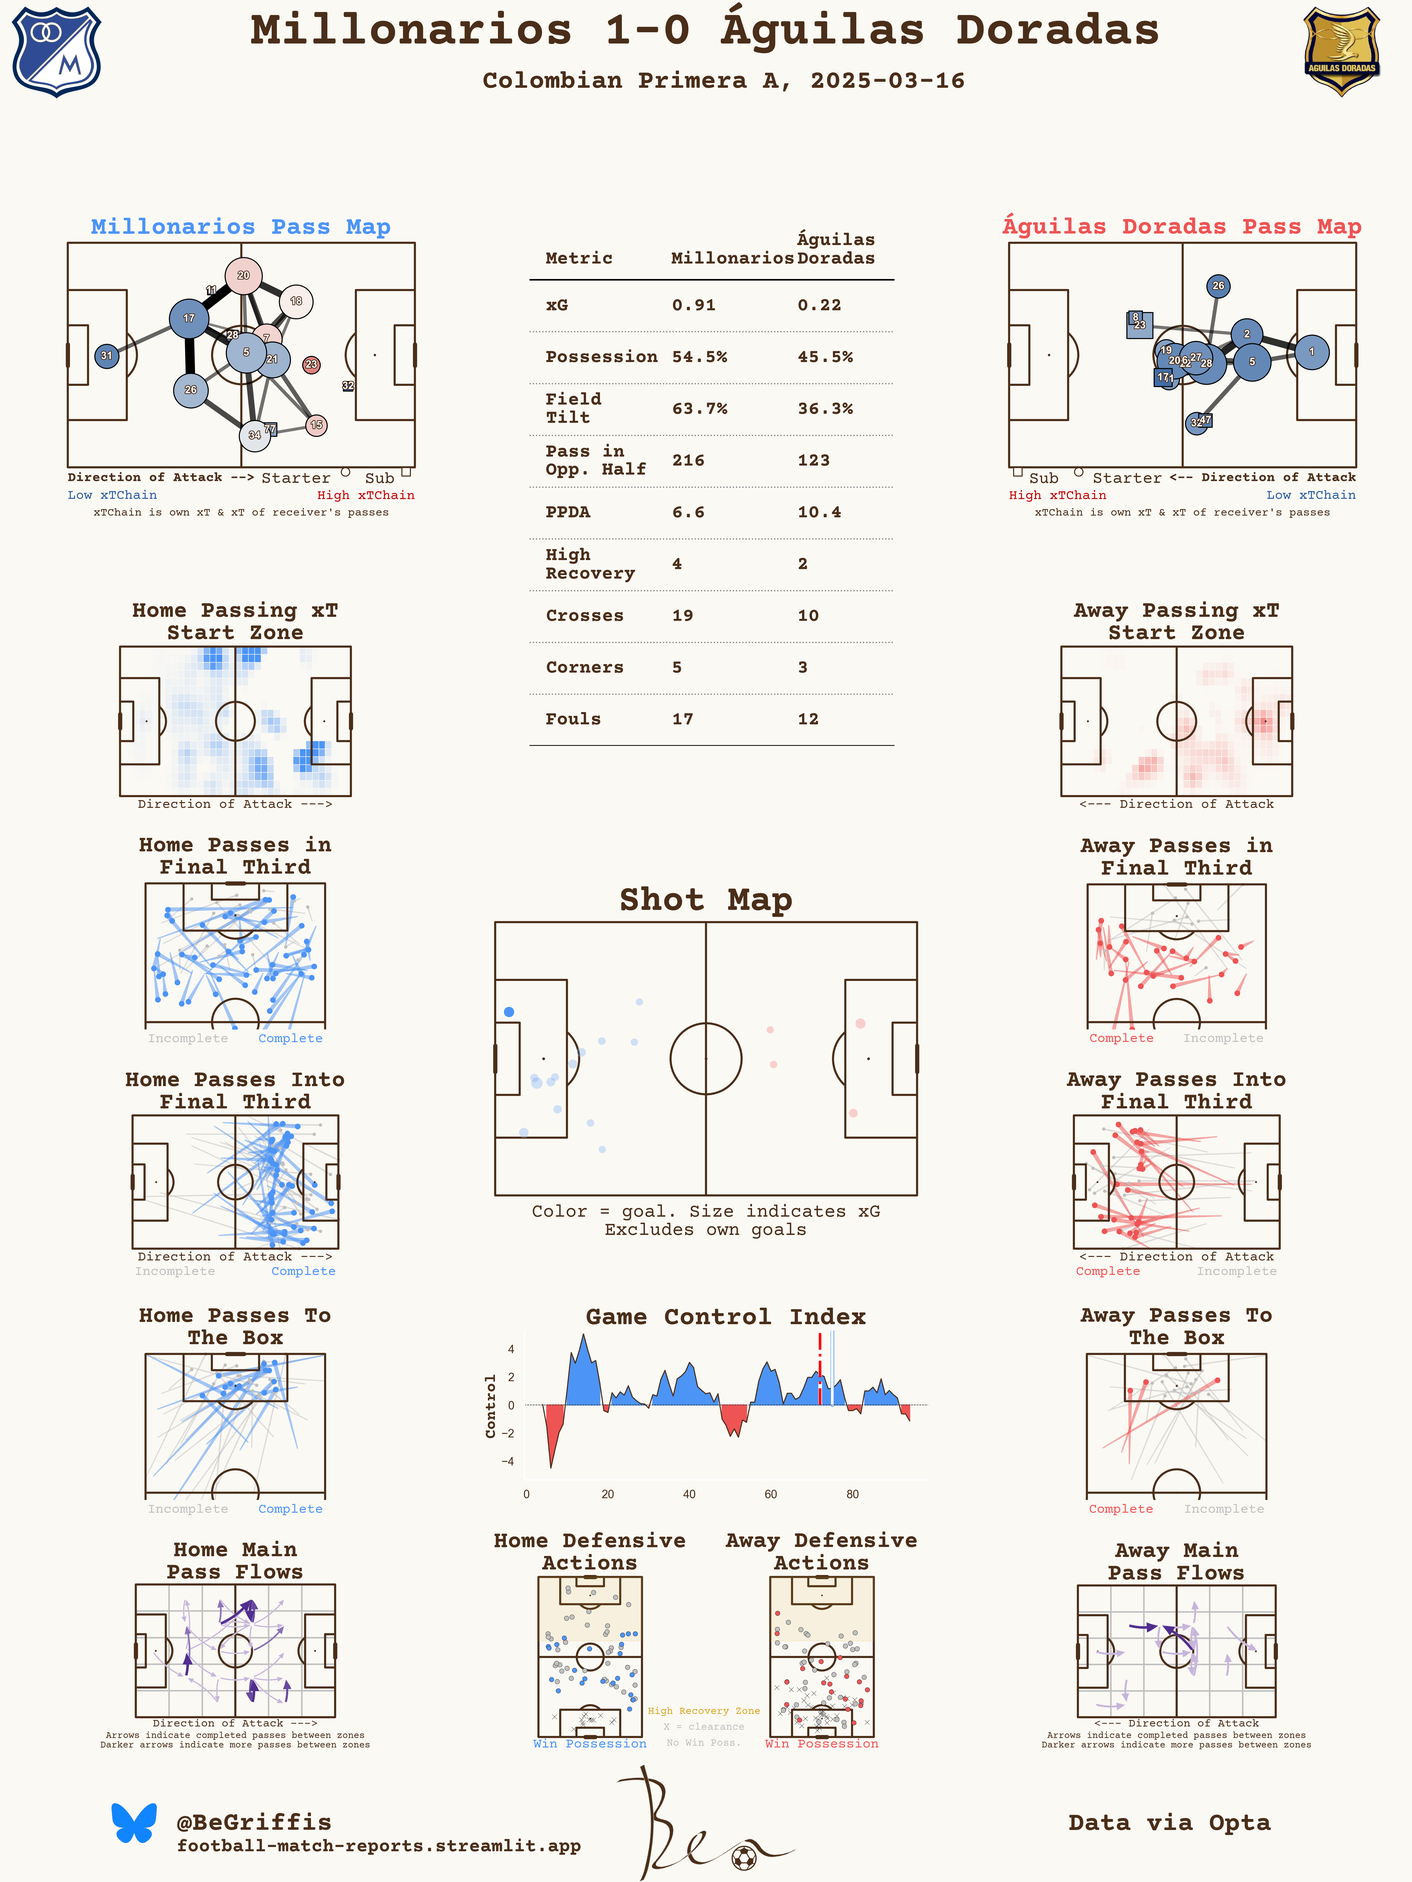 Millonarios 1-0 Águilas Doradas
Colombian Primera A, 2025-03-16
AGUILAS DORADAS
M
Millonarios Pass Map
20
11
18
17
28
7
5
21
31
23
32
26
15
34
77
Direction of Attack --> Starter Sub
Low xTChain High xTChain
xTChain is own xT & xT of receiver's passes
Metric Millonarios Águilas
Doradas
xG 0.91 0.22
Possession 54.5% 45.5%
Field
Tilt 63.7% 36.3%
Pass in
Opp. Half 216 123
PPDA 6.6 10.4
High
Recovery 4 2
Crosses 19 10
Corners 5 3
Fouls 17 12
Águilas Doradas Pass Map
26
8
23
2
19
1
20
27
28
5
17
32
47
Sub Starter <-- Direction of Attack
High xTChain Low xTChain
xTChain is own xT & xT of receiver's passes
Home Passing xT
Start Zone
Direction of Attack --->
Away Passing xT
Start Zone
<--- Direction of Attack
Home Passes in
Final Third
Incomplete Complete
Away Passes in
Final Third
Complete Incomplete
Shot Map
Color = goal. Size indicates xG
Excludes own goals
Home Passes Into
Final Third
Direction of Attack --->
Incomplete Complete
Away Passes Into
Final Third
<--- Direction of Attack
Complete Incomplete
Home Passes To
The Box
Incomplete Complete
Game Control Index
Control
4
2
0
−2
−4
0 20 40 60 80
Away Passes To
The Box
Complete Incomplete
Home Main
Pass Flows
Direction of Attack --->
Arrows indicate completed passes between zones
Darker arrows indicate more passes between zones
Home Defensive
Actions
Win Possession
High Recovery Zone
X = clearance
No Win Poss.
Away Defensive
Actions
Win Possession
Away Main
Pass Flows
<--- Direction of Attack
Arrows indicate completed passes between zones
Darker arrows indicate more passes between zones
@BeGriffis
football-match-reports.streamlit.app
Ben
Data via Opta